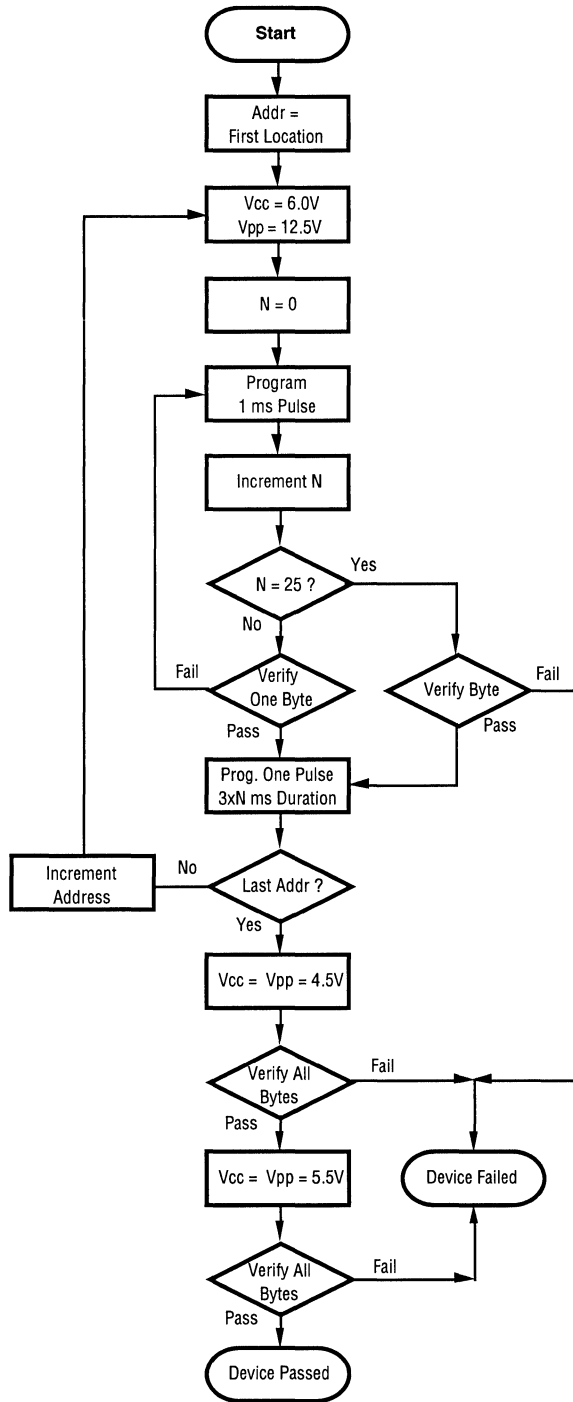 Start
Addr =
First Location
Vcc = 6.0V
Vpp = 12.5V
N = 0
Program
1 ms Pulse
Increment N
N = 25 ?
Yes
No
Verify
One Byte
Fail
Pass
Verify Byte
Fail
Pass
Prog. One Pulse
3xN ms Duration
Last Addr ?
No
Increment
Address
Yes
Vcc = Vpp = 4.5V
Verify All
Bytes
Fail
Pass
Vcc = Vpp = 5.5V
Device Failed
Verify All
Bytes
Fail
Pass
Device Passed